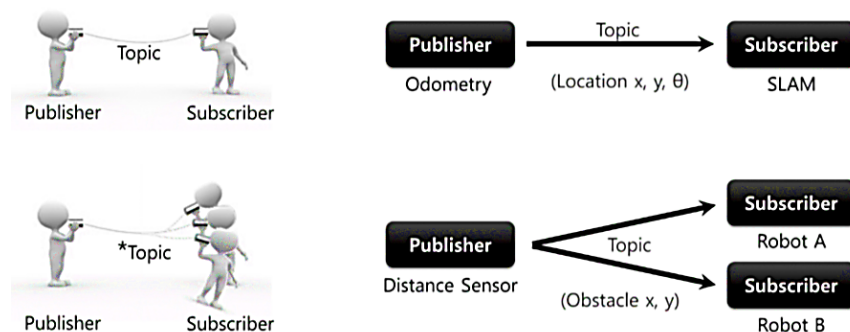 Topic
Publisher
Subscriber
Publisher
Topic
Subscriber
Odometry
(Location x, y, θ)
SLAM
*Topic
Publisher
Subscriber
Subscriber
Robot A
Publisher
Topic
Distance Sensor
(Obstacle x, y)
Subscriber
Robot B